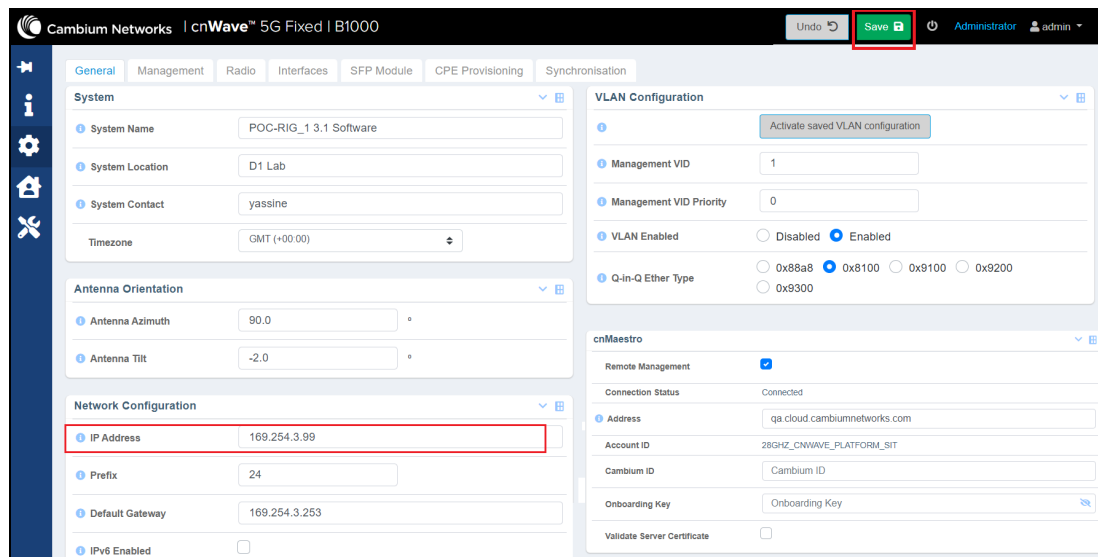 Cambium Networks | cnWave™ 5G Fixed | B1000
Undo
Save
Administrator
admin
General
Management
Radio
Interfaces
SFP Module
CPE Provisioning
Synchronisation
System
System Name
POC-RIG_1 3.1 Software
System Location
D1 Lab
System Contact
yassine
Timezone
GMT (+00:00)
Antenna Orientation
Antenna Azimuth
90.0
º
Antenna Tilt
-2.0
º
Network Configuration
IP Address
169.254.3.99
Prefix
24
Default Gateway
169.254.3.253
IPv6 Enabled
VLAN Configuration
Activate saved VLAN configuration
Management VID
1
Management VID Priority
0
VLAN Enabled
Disabled
Enabled
Q-in-Q Ether Type
0x88a8
0x8100
0x9100
0x9200
0x9300
cnMaestro
Remote Management
Connection Status
Connected
Address
qa.cloud.cambiumnetworks.com
Account ID
28GHZ_CNWAVE_PLATFORM_SIT
Cambium ID
Cambium ID
Onboarding Key
Onboarding Key
Validate Server Certificate